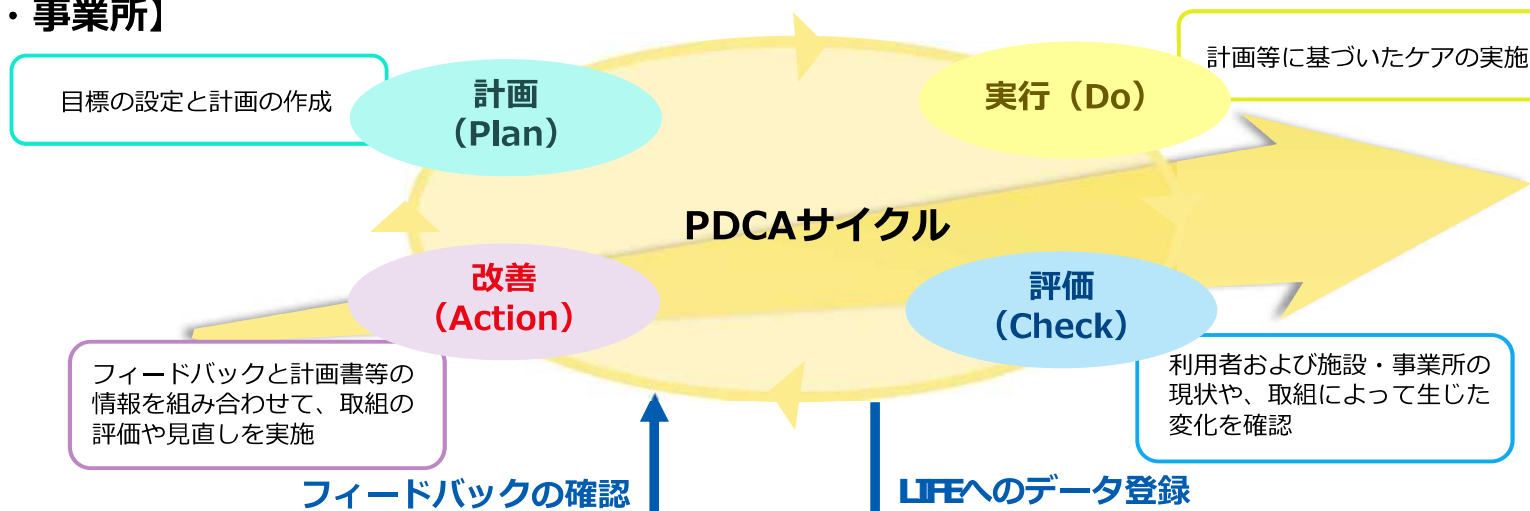 ・事業所】
目標の設定と計画の作成
計画
（Plan）
実行（Do）
計画等に基づいたケアの実施
PDCAサイクル
改善
（Action）
評価
（Check）
フィードバックと計画書等の
情報を組み合わせて、取組の
評価や見直しを実施
利用者および施設・事業所の
現状や、取組によって生じた
変化を確認
フィードバックの確認
LIFEへのデータ登録